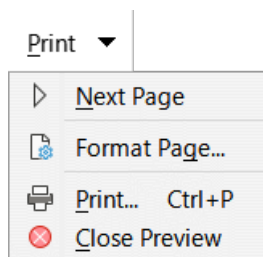 Print
Next Page
Format Page...
Print... Ctrl+P
Close Preview